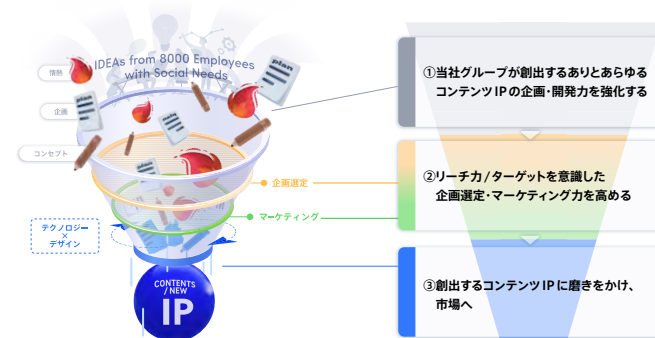 IDEAs from 8000 Employees
with Social Needs
情熱
plan
企画
plan
コンセプト
企画選定
マーケティング
テクノロジー
×
デザイン
CONTENTS
/NEW
IP
①当社グループが創出するありとあらゆる
コンテンツIPの企画・開発力を強化する
②リーチ力/ターゲットを意識した
企画選定・マーケティング力を高める
③創出するコンテンツIPに磨きをかけ、
市場へ